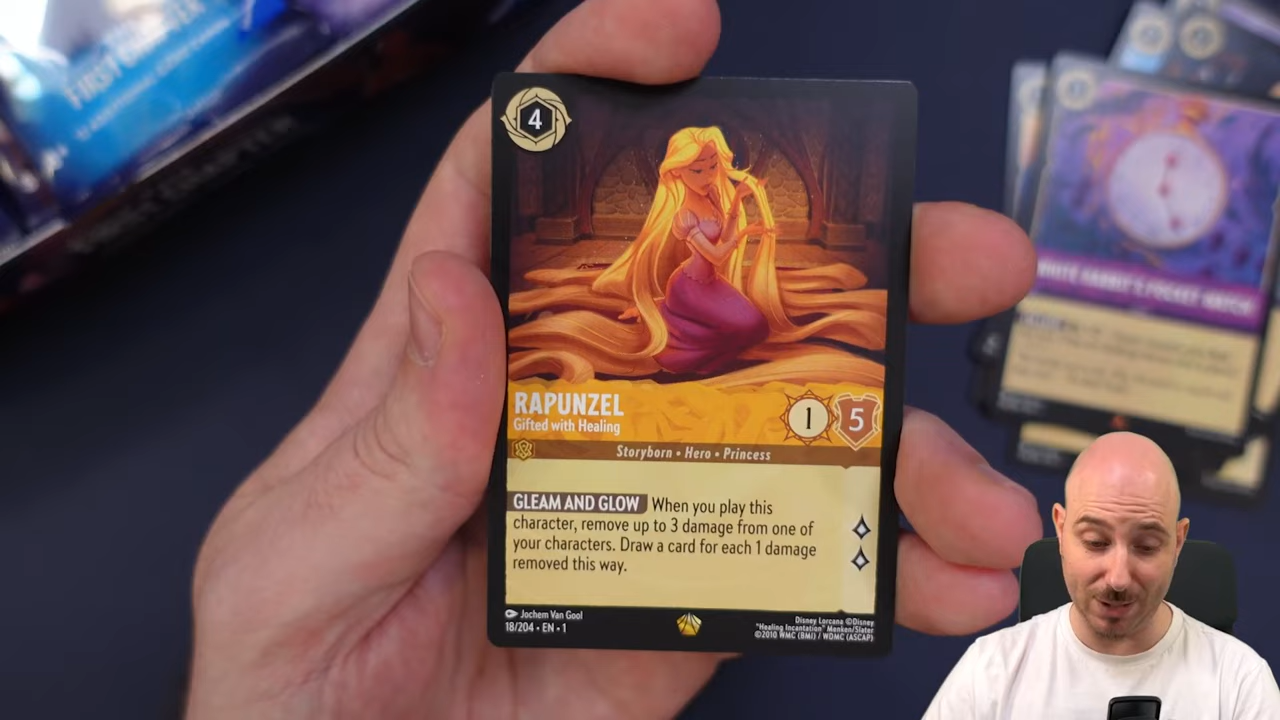 FIRST CHAPTER
4
RAPUNZEL
Gifted with Healing
1
5
Storyborn • Hero • Princess
GLEAM AND GLOW When you play this
character, remove up to 3 damage from one of
your characters. Draw a card for each 1 damage
removed this way.
Jochem Van Gool
18/204 • EN • 1
Disney Lorcana ©Disney
"Healing Incantation" Menken/Slater
©2010 WMC (BMI) / WDMC (ASCAP)
WHITE RABBIT'S POCKET WATCH